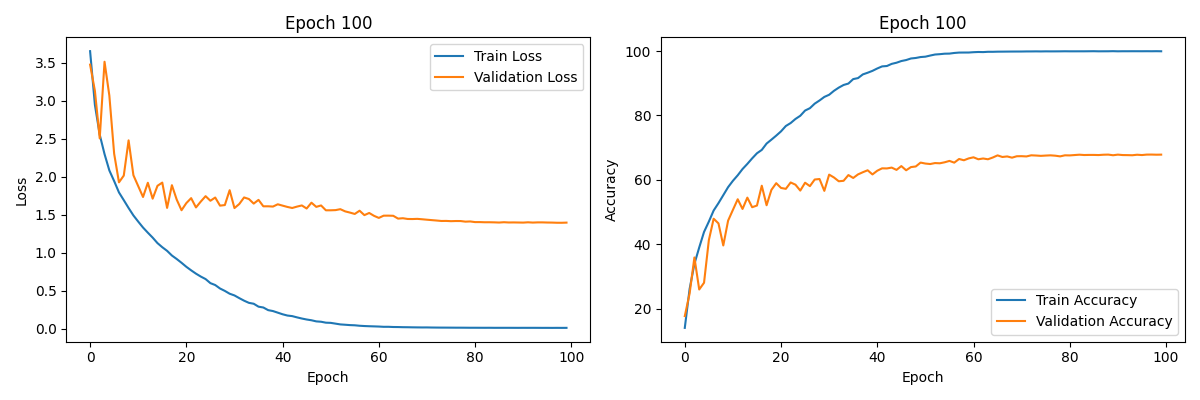 Epoch 100
Train Loss
Validation Loss
Loss
3.5
3.0
2.5
2.0
1.5
1.0
0.5
0.0
0 20 40 60 80 100
Epoch
Epoch 100
Accuracy
100
80
60
40
20
Train Accuracy
Validation Accuracy
0 20 40 60 80 100
Epoch